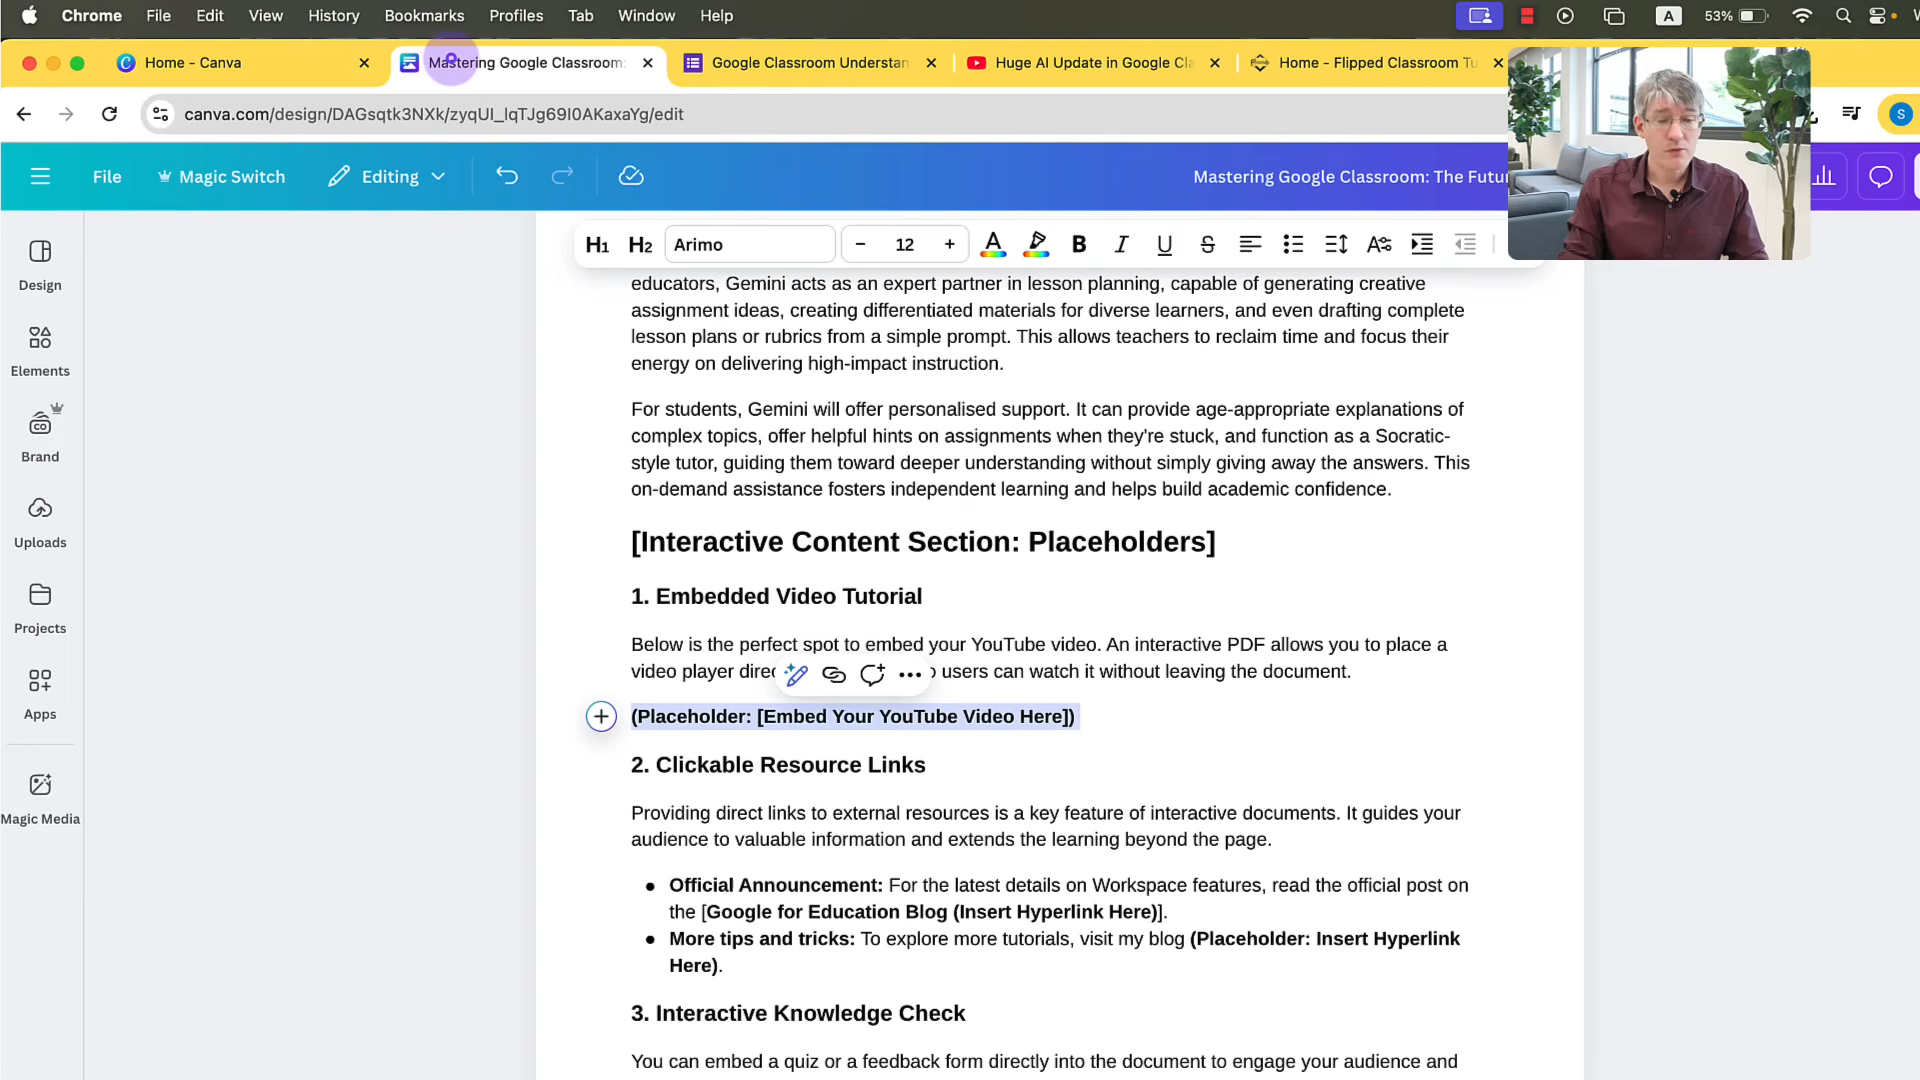 Chrome File Edit View History Bookmarks Profiles Tab Window Help A 53%
Home - Canva Mastering Google Classroom: Google Classroom Understan Huge AI Update in Google Cla Home - Flipped Classroom Tu
canva.com/design/DAGsqtk3NXk/zyqUI_lqTJg69I0AKaxaYg/edit S
File Magic Switch Editing Mastering Google Classroom: The Futur
H1 H2 Arimo − 12 + A B I U S
Design
Elements
Brand
Uploads
Projects
Apps
Magic Media
educators, Gemini acts as an expert partner in lesson planning, capable of generating creative
assignment ideas, creating differentiated materials for diverse learners, and even drafting complete
lesson plans or rubrics from a simple prompt. This allows teachers to reclaim time and focus their
energy on delivering high-impact instruction.
For students, Gemini will offer personalised support. It can provide age-appropriate explanations of
complex topics, offer helpful hints on assignments when they're stuck, and function as a Socratic-
style tutor, guiding them toward deeper understanding without simply giving away the answers. This
on-demand assistance fosters independent learning and helps build academic confidence.
[Interactive Content Section: Placeholders]
1. Embedded Video Tutorial
Below is the perfect spot to embed your YouTube video. An interactive PDF allows you to place a
video player users can watch it without leaving the document.
(Placeholder: [Embed Your YouTube Video Here])
2. Clickable Resource Links
Providing direct links to external resources is a key feature of interactive documents. It guides your
audience to valuable information and extends the learning beyond the page.
● Official Announcement: For the latest details on Workspace features, read the official post on
the [Google for Education Blog (Insert Hyperlink Here)].
● More tips and tricks: To explore more tutorials, visit my blog (Placeholder: Insert Hyperlink
Here).
3. Interactive Knowledge Check
You can embed a quiz or a feedback form directly into the document to engage your audience and